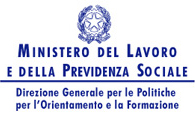 MINISTERO DEL LAVORO
E DELLA PREVIDENZA SOCIALE
Direzione Generale per le Politiche
per l'Orientamento e la Formazione